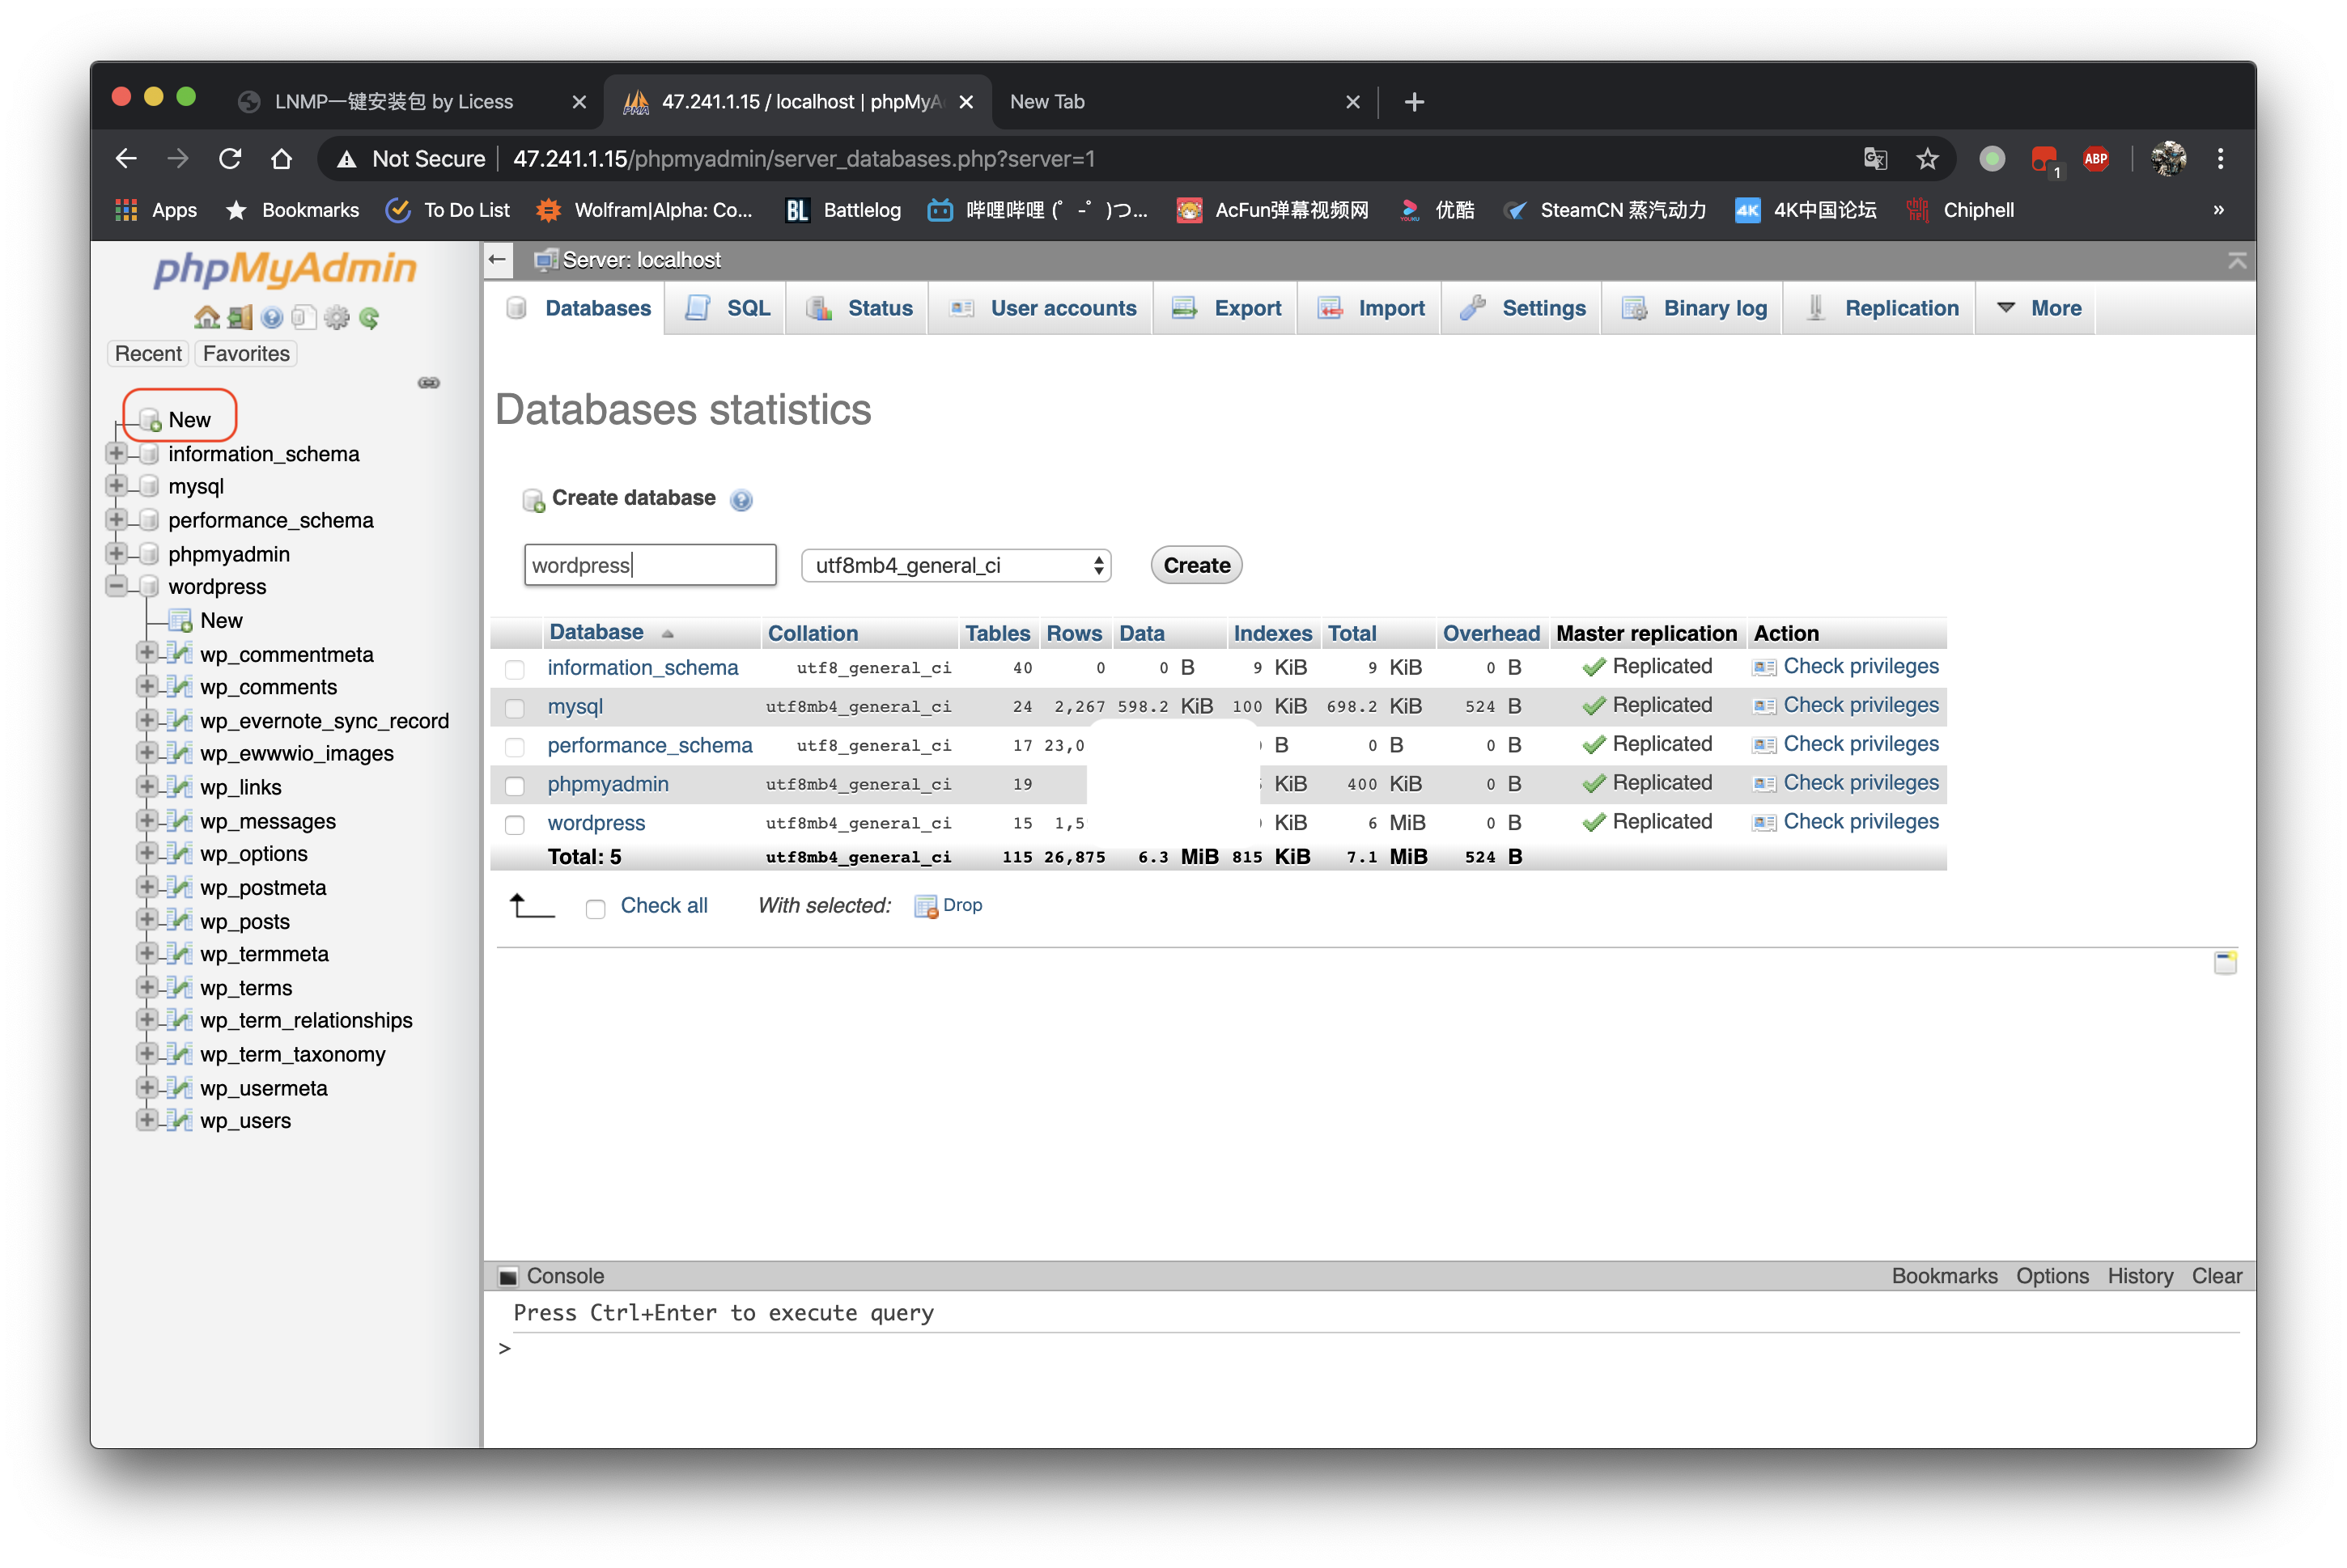 LNMP一键安装包 by Licess
47.241.1.15 / localhost | phpMyA
New Tab
Not Secure 47.241.1.15/phpmyadmin/server_databases.php?server=1
1
ABP
Apps Bookmarks To Do List Wolfram|Alpha: Co... BL Battlelog 哔哩哔哩 (゜-゜)つ... AcFun弹幕视频网 YOUKU 优酷 SteamCN 蒸汽动力 4K 4K中国论坛 Chiphell »
phpMyAdmin
Recent Favorites
New
information_schema
mysql
performance_schema
phpmyadmin
wordpress
New
wp_commentmeta
wp_comments
wp_evernote_sync_record
wp_ewwwio_images
wp_links
wp_messages
wp_options
wp_postmeta
wp_posts
wp_termmeta
wp_terms
wp_term_relationships
wp_term_taxonomy
wp_usermeta
wp_users
Server: localhost
Databases SQL Status User accounts Export Import Settings Binary log Replication More
Databases statistics
Create database
wordpress utf8mb4_general_ci Create
Database Collation Tables Rows Data Indexes Total Overhead Master replication Action
information_schema utf8_general_ci 40 0 0 B 9 KiB 9 KiB 0 B Replicated Check privileges
mysql utf8mb4_general_ci 24 2,267 598.2 KiB 100 KiB 698.2 KiB 524 B Replicated Check privileges
performance_schema utf8_general_ci 17 23,0 B 0 B 0 B Replicated Check privileges
phpmyadmin utf8mb4_general_ci 19 KiB 400 KiB 0 B Replicated Check privileges
wordpress utf8mb4_general_ci 15 1,5 KiB 6 MiB 0 B Replicated Check privileges
Total: 5 utf8mb4_general_ci 115 26,875 6.3 MiB 815 KiB 7.1 MiB 524 B
Check all With selected: Drop
Console Bookmarks Options History Clear
Press Ctrl+Enter to execute query
>